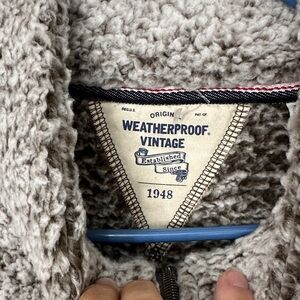 ORIGIN
WEATHERPROOF.
VINTAGE
Established
Since
1948